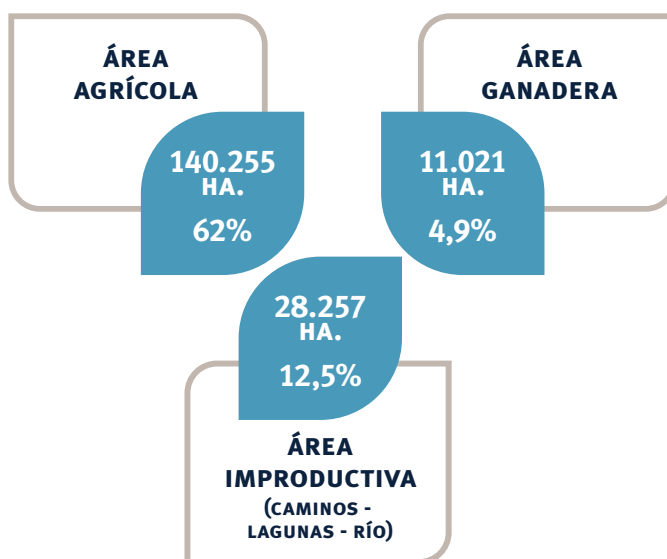 ÁREA
AGRÍCOLA
140.255
HA.
62%
ÁREA
GANADERA
11.021
HA.
4,9%
28.257
HA.
12,5%
ÁREA
IMPRODUCTIVA
(CAMINOS -
LAGUNAS - RÍO)